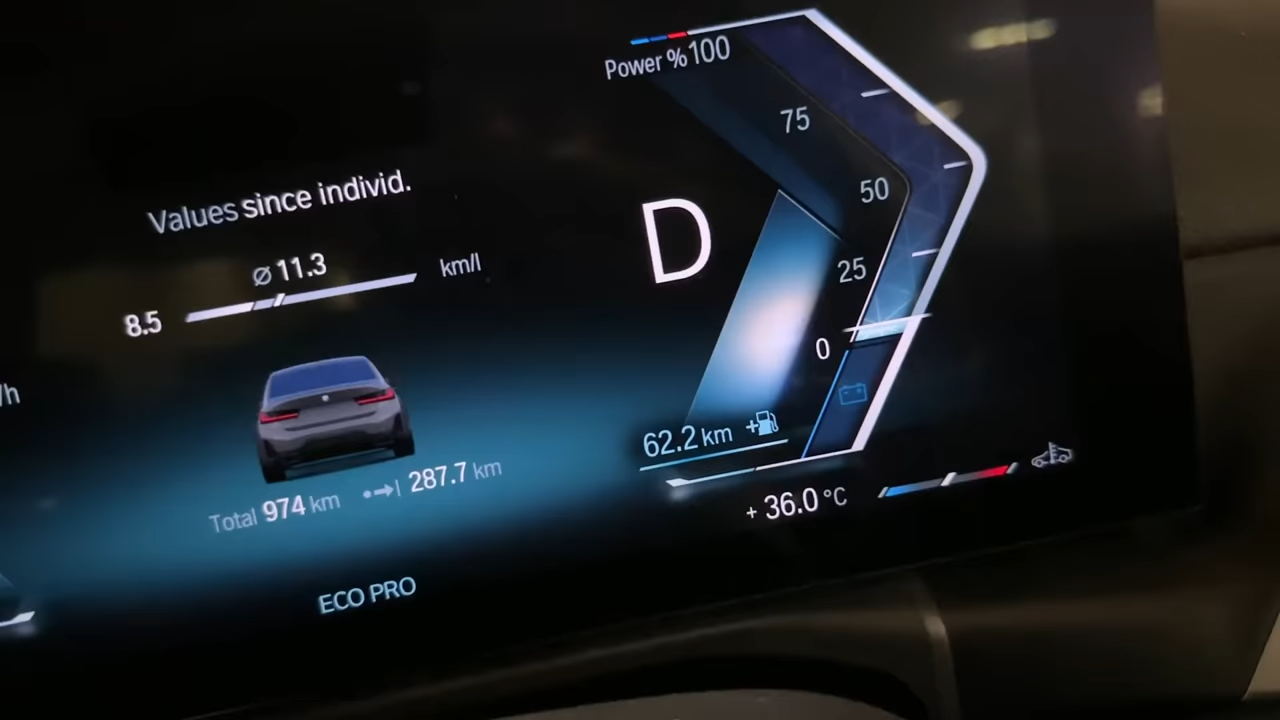 Power % 100
75
50
25
0
D
Values since individ.
ø 11.3
km/l
8.5
/h
Total 974 km
287.7 km
62.2 km +
+ 36.0 °C
ECO PRO